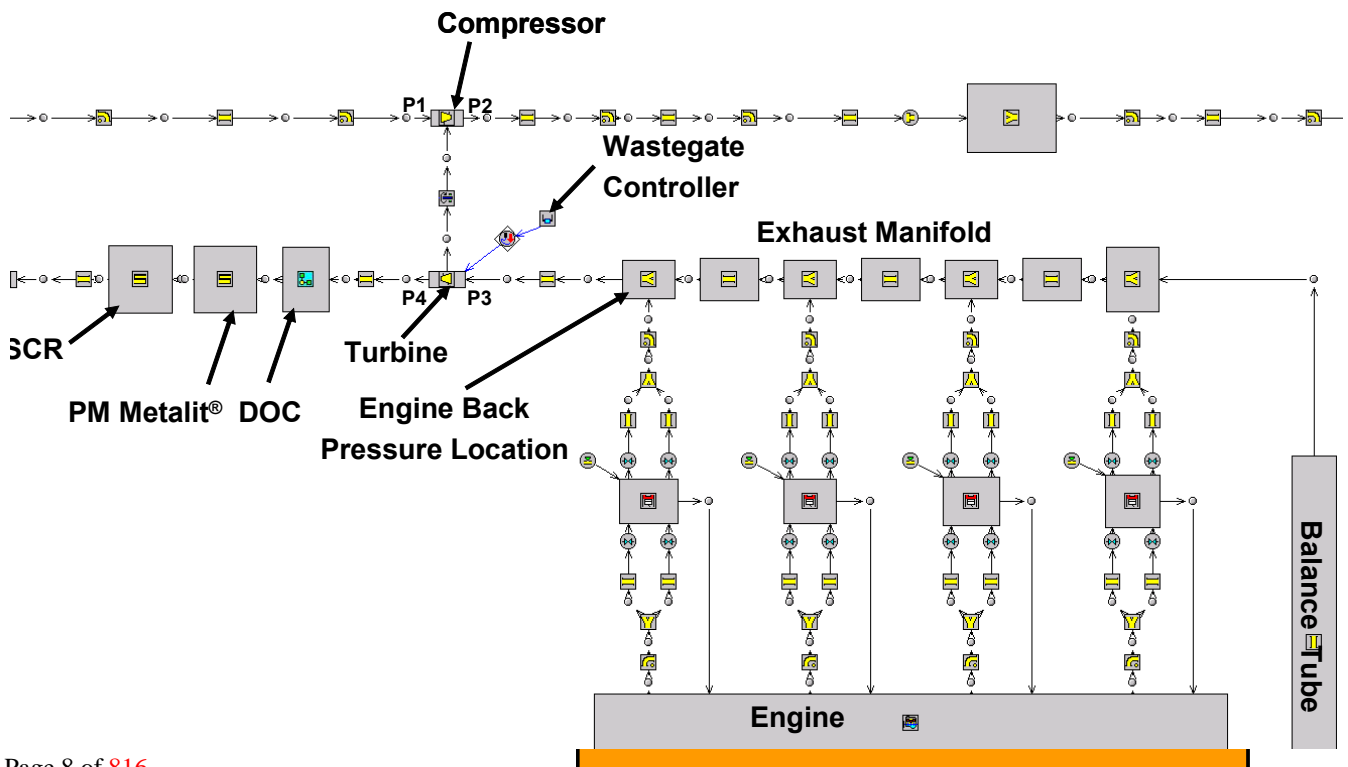 Compressor
P1 P2
Wastegate
Controller
Exhaust Manifold
P4 P3
SCR
Turbine
PM Metalit® DOC
Engine Back
Pressure Location
Balance Tube
Engine
Page 8 of 816